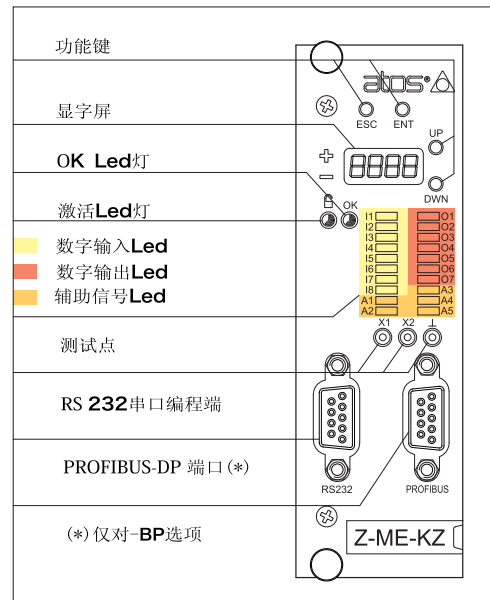 功能键
显字屏
OK Led灯
激活Led灯
数字输入Led
数字输出Led
辅助信号Led
测试点
RS 232串口编程端
PROFIBUS-DP 端口(*)
(*)仅对-BP选项
atos
ESC
ENT
UP
8888
DWN
OK
I1
O1
I2
O2
I3
O3
I4
O4
I5
O5
I6
O6
I7
O7
I8
A3
A1
A4
A2
A5
X1
X2
RS232
PROFIBUS
Z-ME-KZ